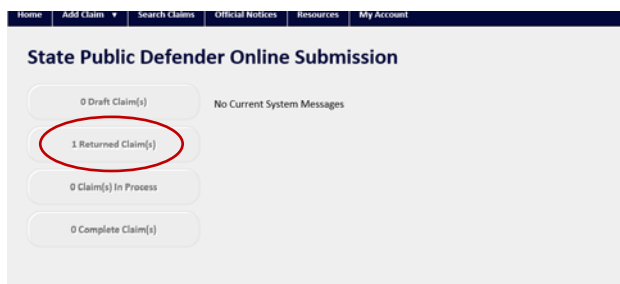 Home Add Claim ▼ Search Claims Official Notices Resources My Account
State Public Defender Online Submission
0 Draft Claim(s)
No Current System Messages
1 Returned Claim(s)
0 Claim(s) In Process
0 Complete Claim(s)